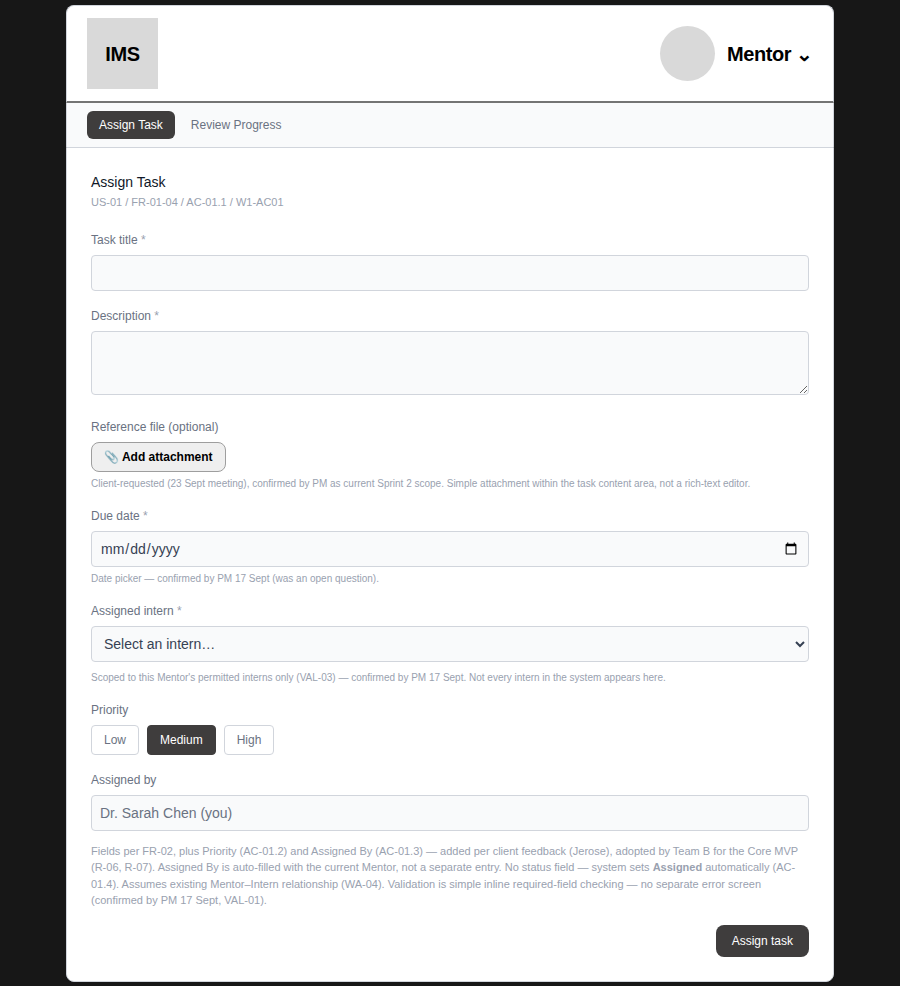 IMS
Mentor
Assign Task
Review Progress
Assign Task
US-01 / FR-01-04 / AC-01.1 / W1-AC01
Task title *
Description *
Reference file (optional)
📎 Add attachment
Client-requested (23 Sept meeting), confirmed by PM as current Sprint 2 scope. Simple attachment within the task content area, not a rich-text editor.
Due date *
mm/dd/yyyy
Date picker — confirmed by PM 17 Sept (was an open question).
Assigned intern *
Select an intern…
Scoped to this Mentor's permitted interns only (VAL-03) — confirmed by PM 17 Sept. Not every intern in the system appears here.
Priority
Low
Medium
High
Assigned by
Dr. Sarah Chen (you)
Fields per FR-02, plus Priority (AC-01.2) and Assigned By (AC-01.3) — added per client feedback (Jerose), adopted by Team B for the Core MVP
(R-06, R-07). Assigned By is auto-filled with the current Mentor, not a separate entry. No status field — system sets Assigned automatically (AC-
01.4). Assumes existing Mentor–Intern relationship (WA-04). Validation is simple inline required-field checking — no separate error screen
(confirmed by PM 17 Sept, VAL-01).
Assign task